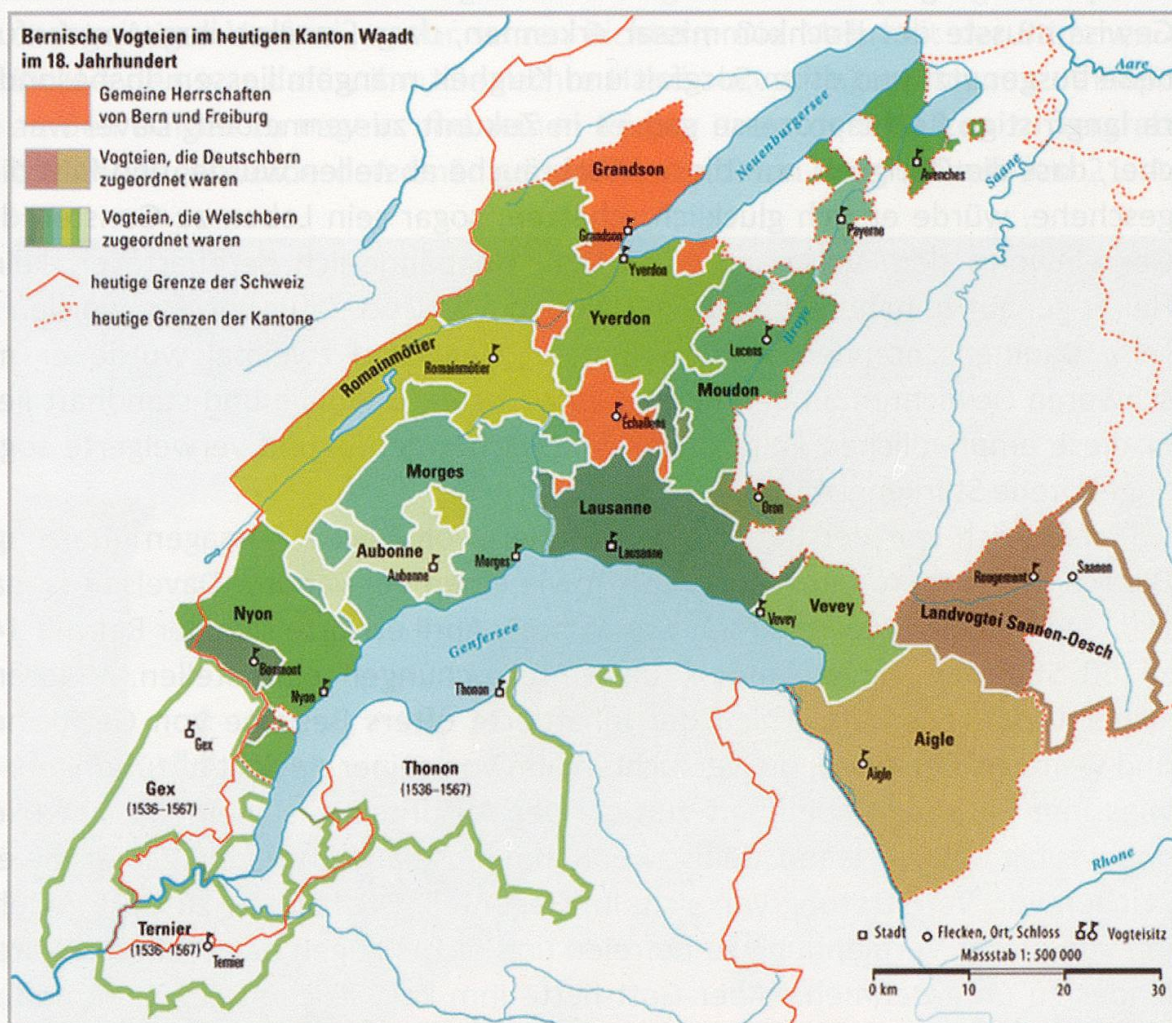 Bernische Vogteien im heutigen Kanton Waadt
im 18. Jahrhundert
Gemeine Herrschaften
von Bern und Freiburg
Vogteien, die Deutschbern
zugeordnet waren
Vogteien, die Welschbern
zugeordnet waren
heutige Grenze der Schweiz
heutige Grenzen der Kantone
Aare
Neuenburgersee
Saane
Avenches
Grandson
Payerne
Grandson
Yverdon
Yverdon
Broye
Lucens
Romainmôtier
Romainmôtier
Moudon
Echallens
Morges
Oron
Lausanne
Aubonne
Aubonne
Morges
Lausanne
Rougemont
Saanen
Landvogtei Saanen-Oesch
Nyon
Vevey
Vevey
Genfersee
Bonmont
Nyon
Thonon
Gex
Aigle
Aigle
Gex
(1536–1567)
Thonon
(1536–1567)
Rhone
Ternier
(1536–1567)
Ternier
Stadt
Flecken, Ort, Schloss
Vogteisitz
Massstab 1: 500 000
0 km 10 20 30